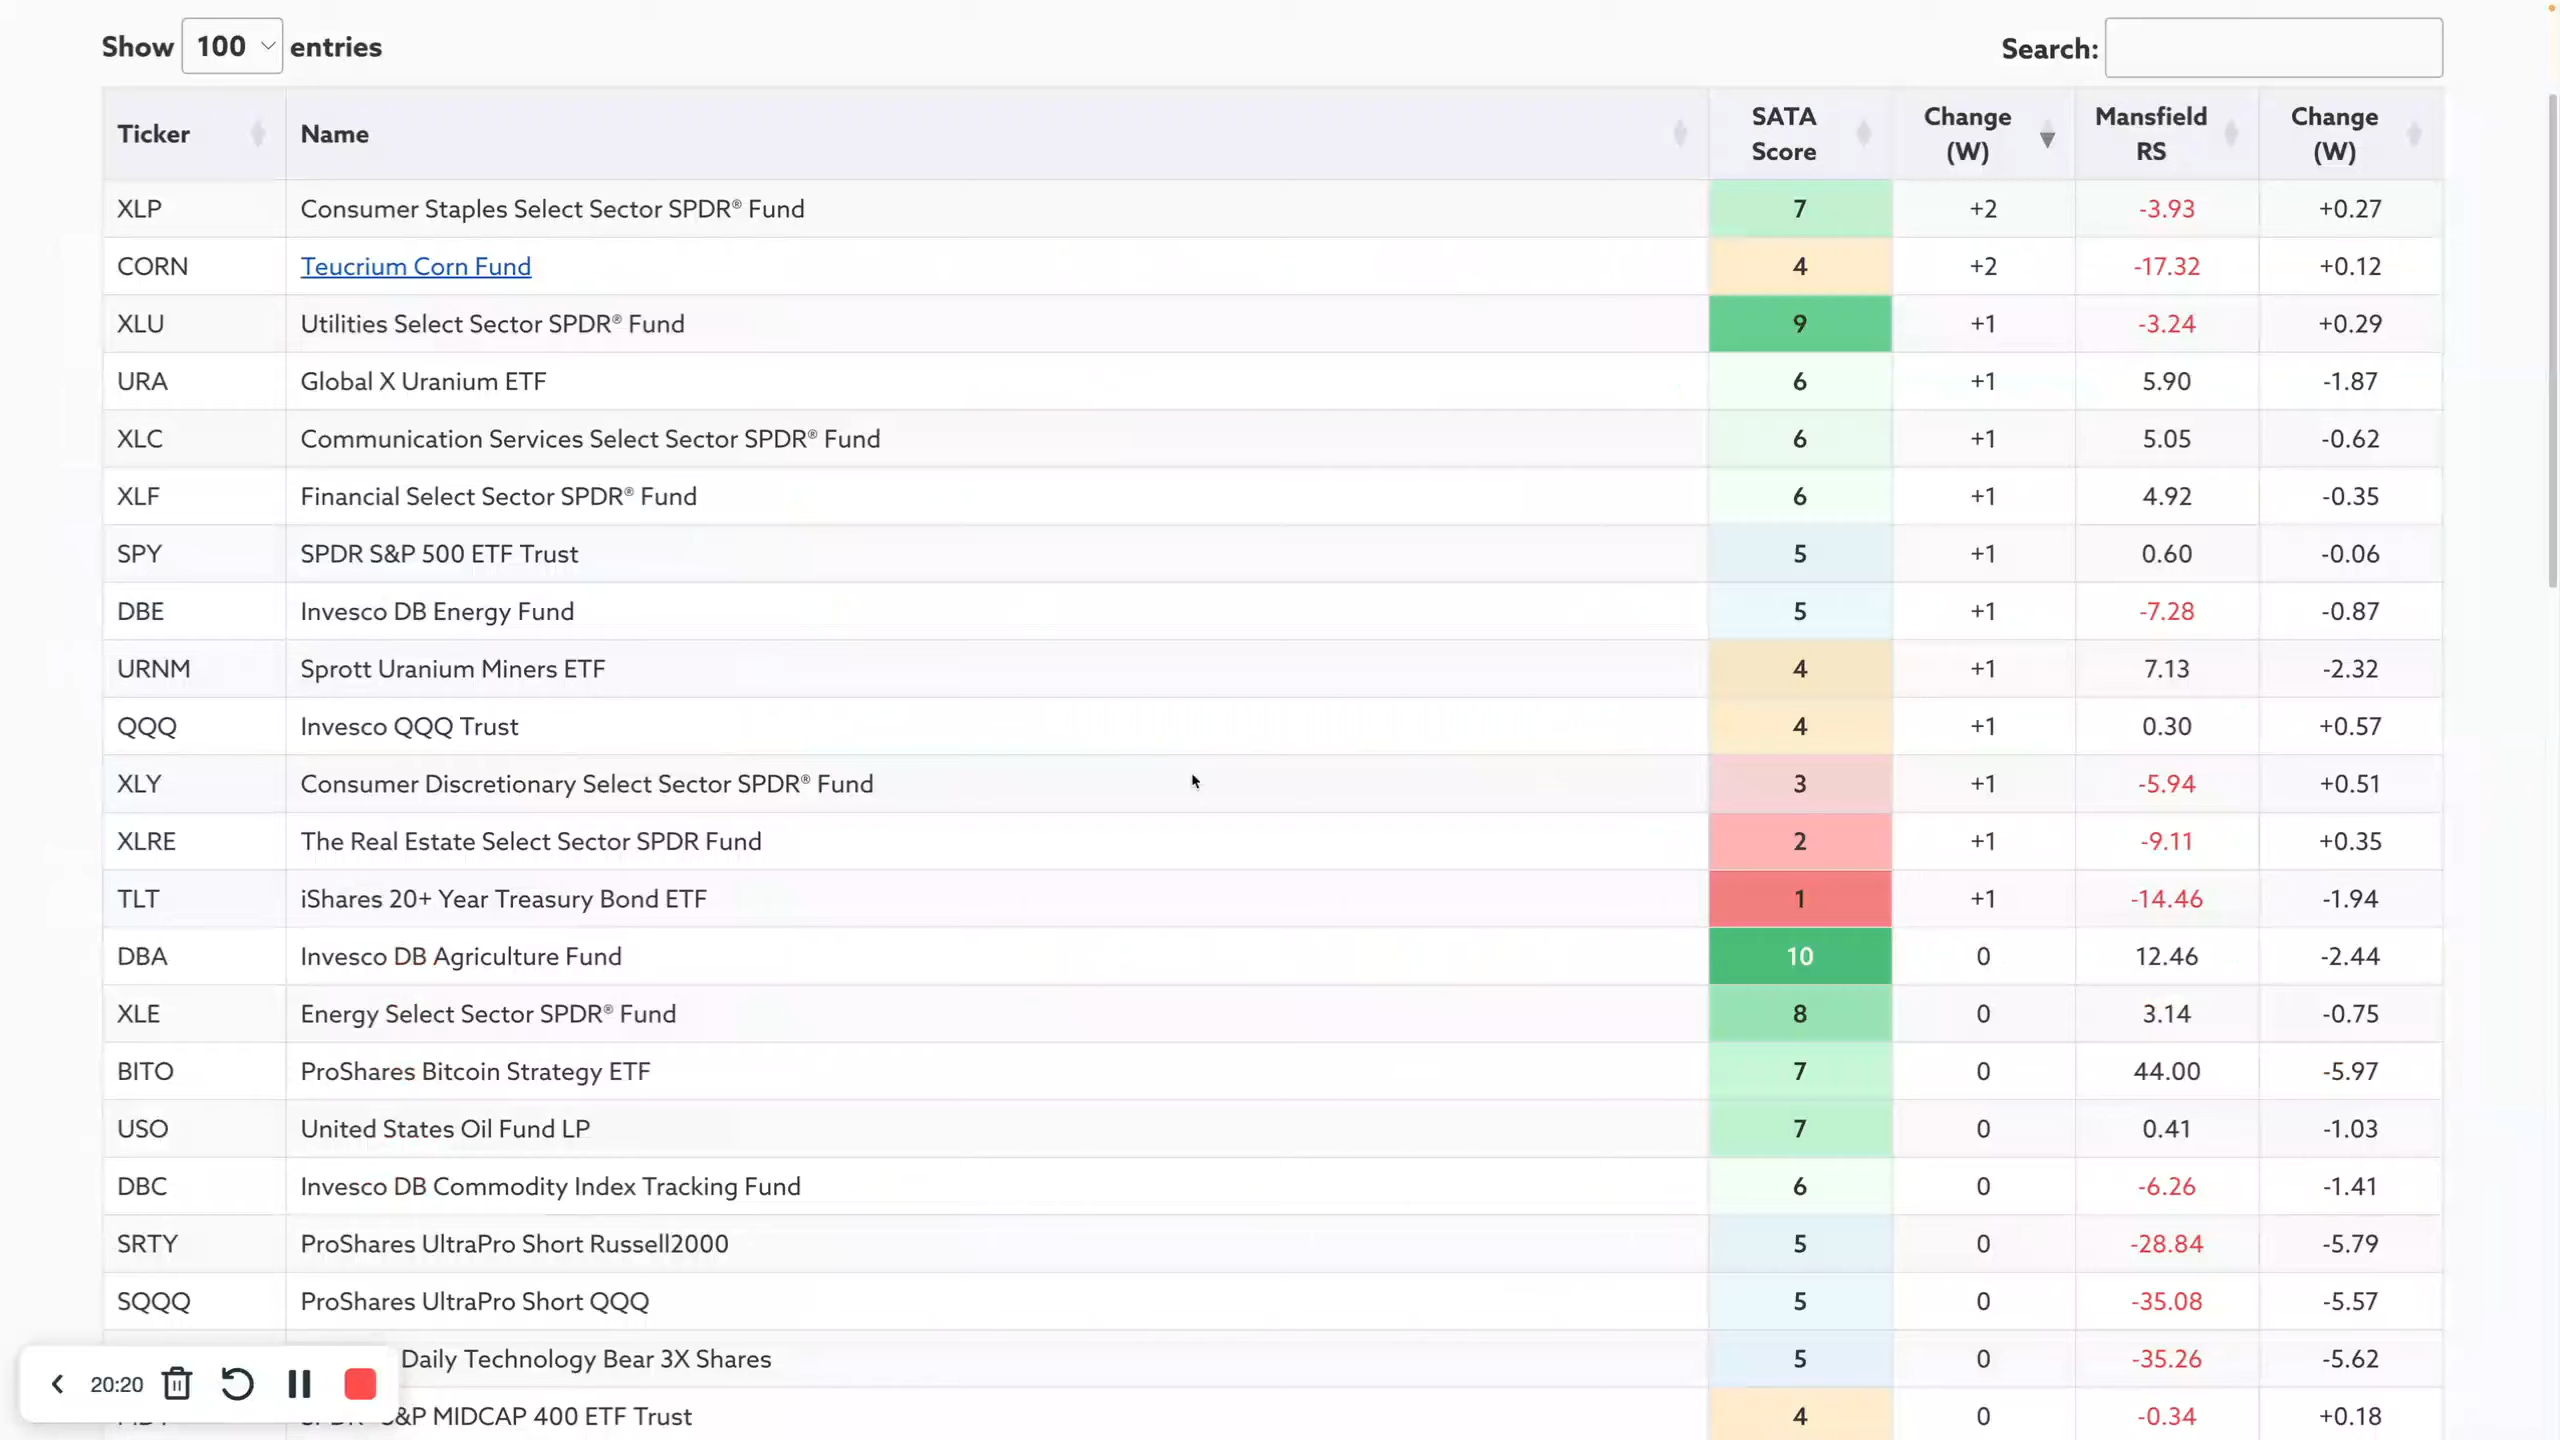 Show 100 entries Search:
Ticker Name SATA Score Change (W) Mansfield RS Change (W)
XLP Consumer Staples Select Sector SPDR® Fund 7 +2 -3.93 +0.27
CORN Teucrium Corn Fund 4 +2 -17.32 +0.12
XLU Utilities Select Sector SPDR® Fund 9 +1 -3.24 +0.29
URA Global X Uranium ETF 6 +1 5.90 -1.87
XLC Communication Services Select Sector SPDR® Fund 6 +1 5.05 -0.62
XLF Financial Select Sector SPDR® Fund 6 +1 4.92 -0.35
SPY SPDR S&P 500 ETF Trust 5 +1 0.60 -0.06
DBE Invesco DB Energy Fund 5 +1 -7.28 -0.87
URNM Sprott Uranium Miners ETF 4 +1 7.13 -2.32
QQQ Invesco QQQ Trust 4 +1 0.30 +0.57
XLY Consumer Discretionary Select Sector SPDR® Fund 3 +1 -5.94 +0.51
XLRE The Real Estate Select Sector SPDR Fund 2 +1 -9.11 +0.35
TLT iShares 20+ Year Treasury Bond ETF 1 +1 -14.46 -1.94
DBA Invesco DB Agriculture Fund 10 0 12.46 -2.44
XLE Energy Select Sector SPDR® Fund 8 0 3.14 -0.75
BITO ProShares Bitcoin Strategy ETF 7 0 44.00 -5.97
USO United States Oil Fund LP 7 0 0.41 -1.03
DBC Invesco DB Commodity Index Tracking Fund 6 0 -6.26 -1.41
SRTY ProShares UltraPro Short Russell2000 5 0 -28.84 -5.79
SQQQ ProShares UltraPro Short QQQ 5 0 -35.08 -5.57
Daily Technology Bear 3X Shares 5 0 -35.26 -5.62
20:20
S&P MIDCAP 400 ETF Trust 4 0 -0.34 +0.18